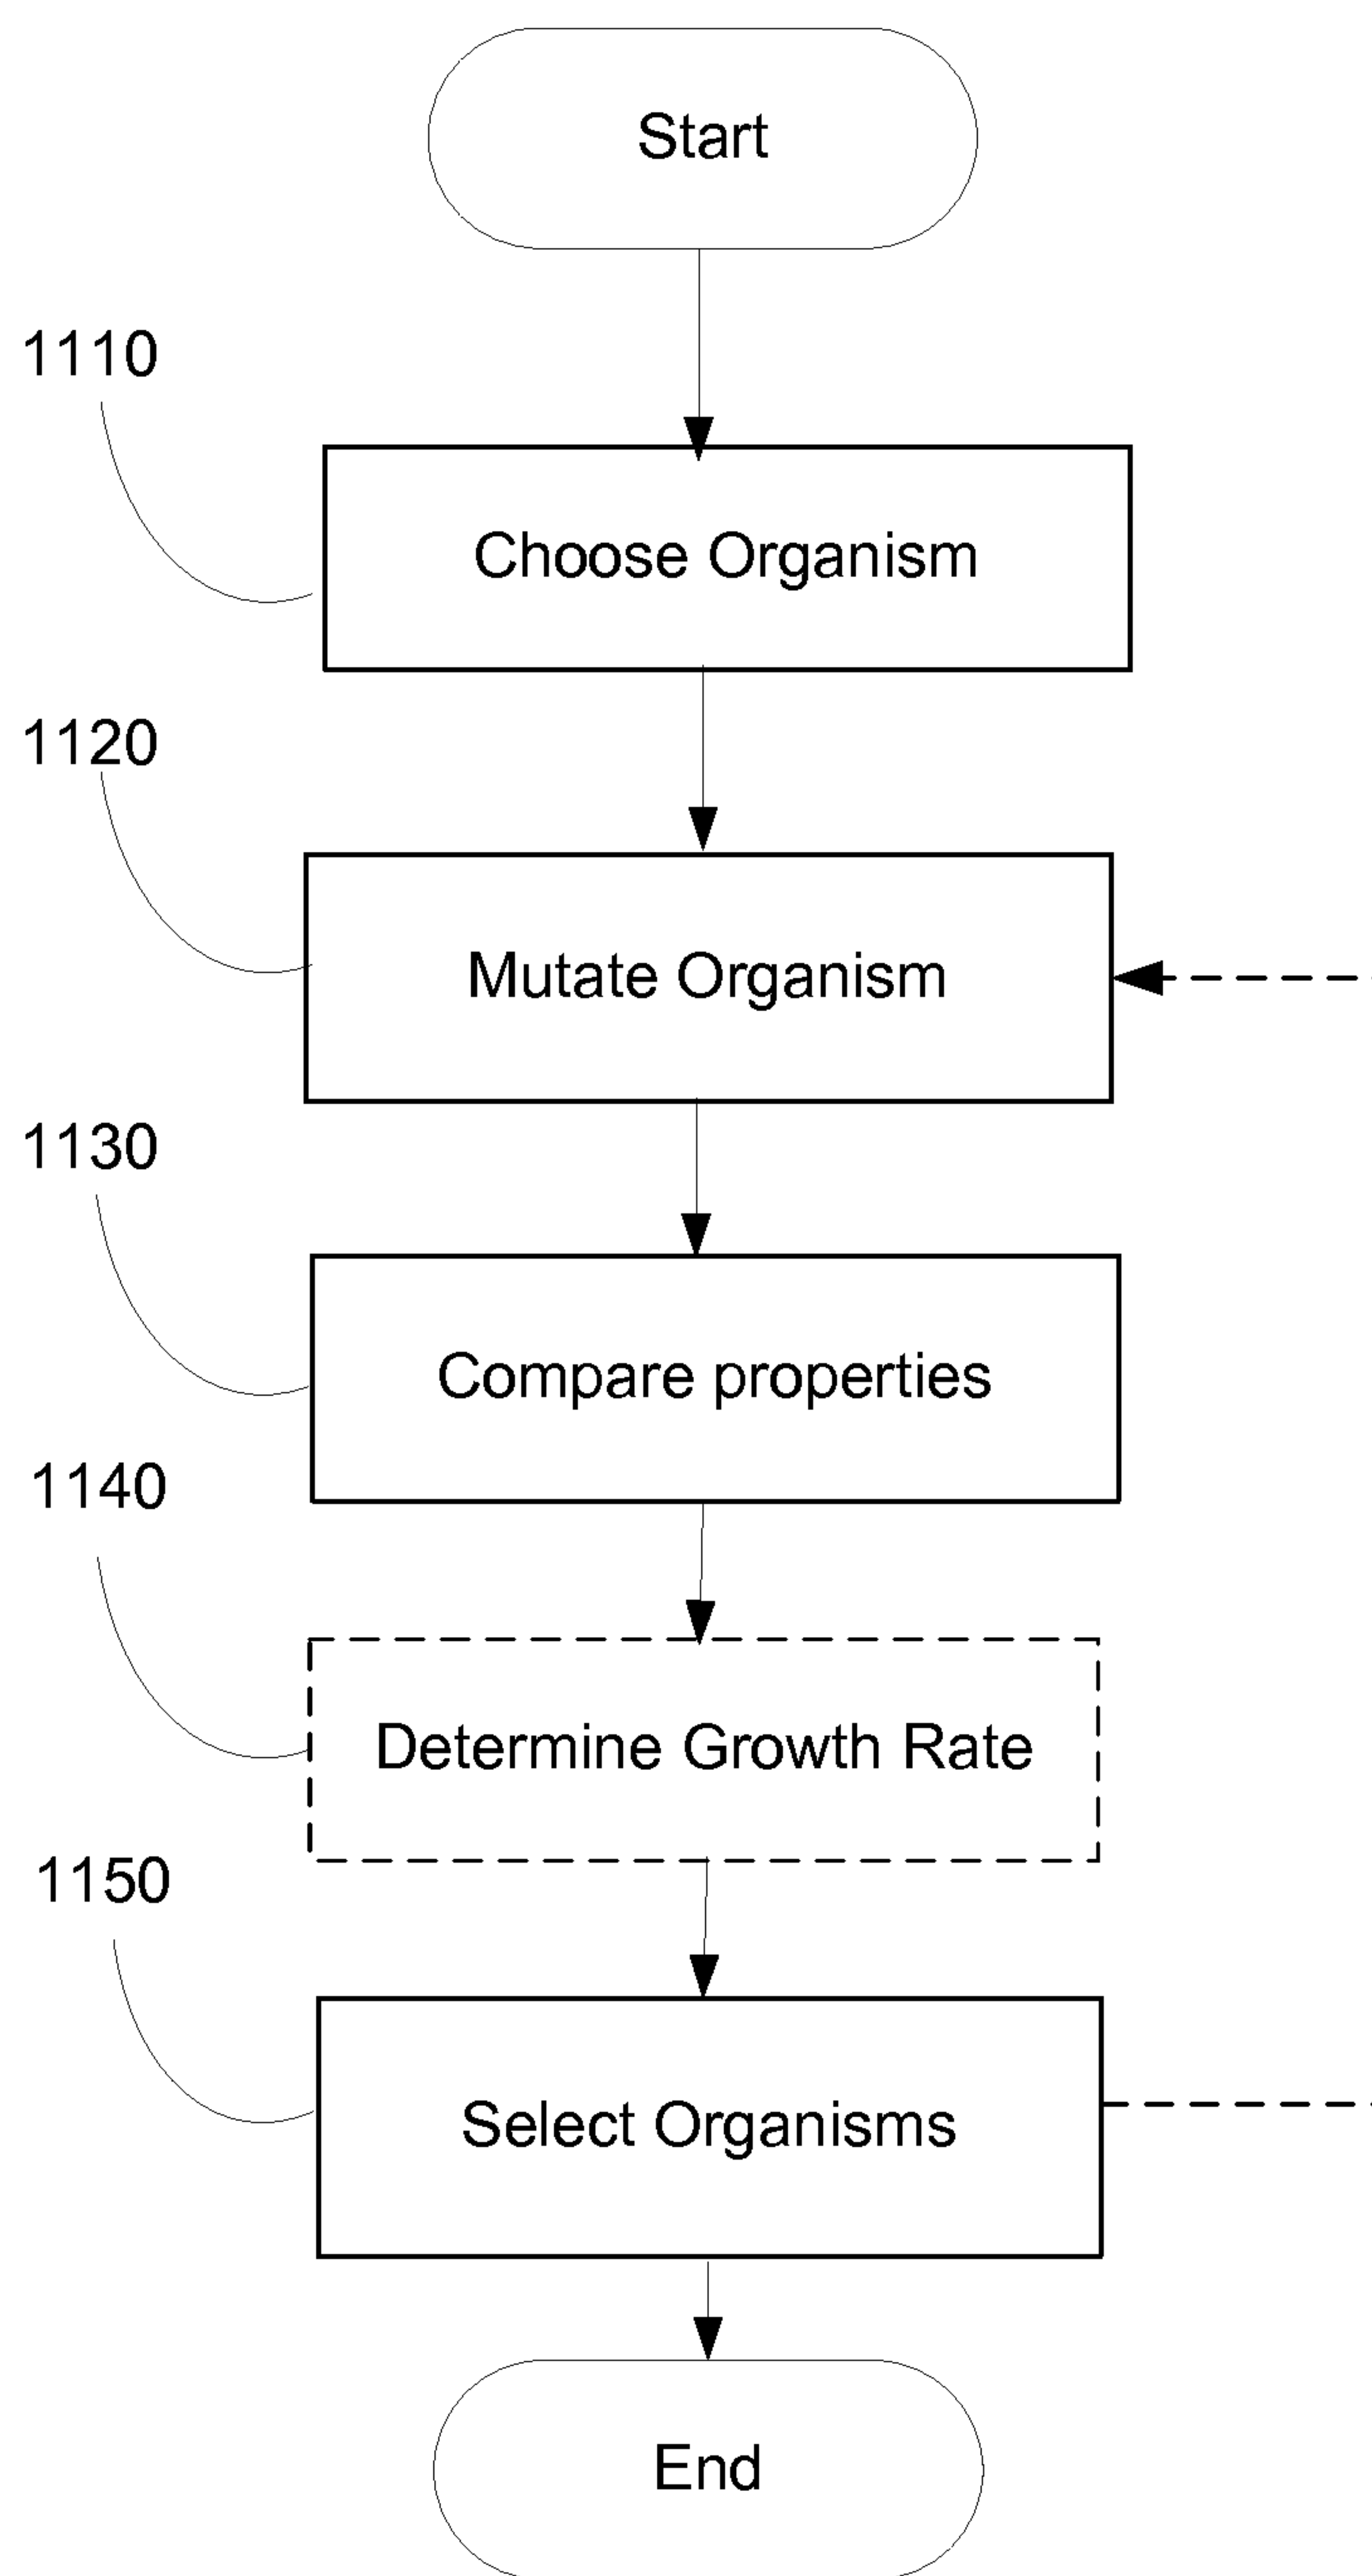 Start
1110
Choose Organism
1120
Mutate Organism
1130
Compare properties
1140
Determine Growth Rate
1150
Select Organisms
End